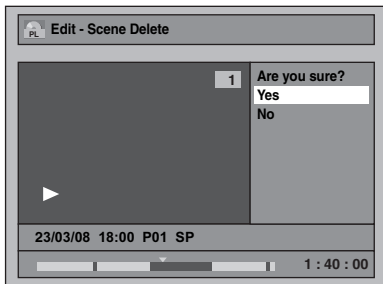 PL Edit - Scene Delete
1
Are you sure?
Yes
No
23/03/08 18:00 P01 SP
1 : 40 : 00